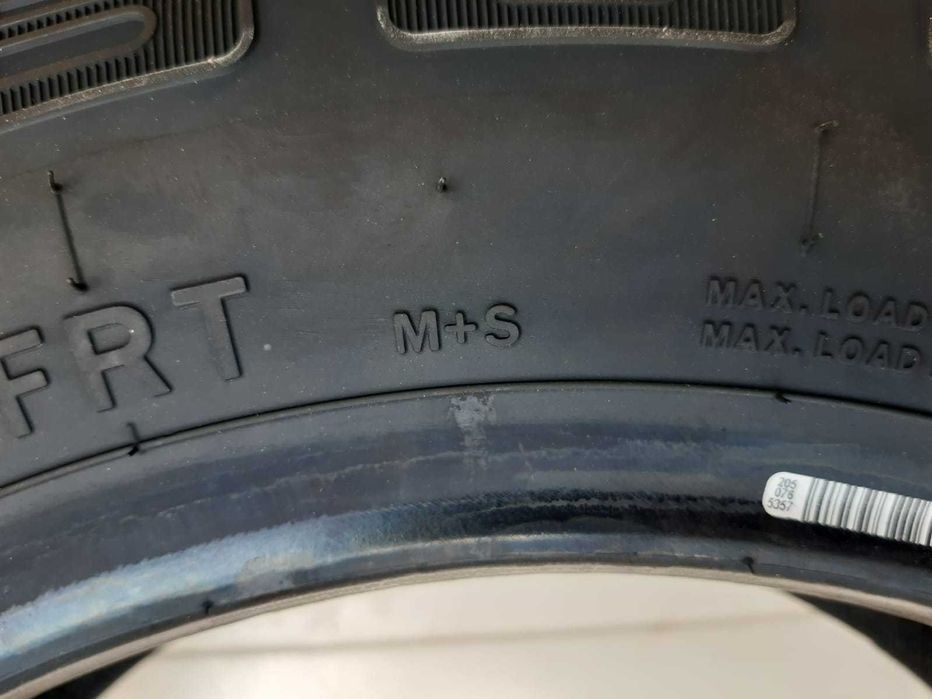 FRT
M+S
MAX. LOAD
MAX. LOAD
205
076
5357